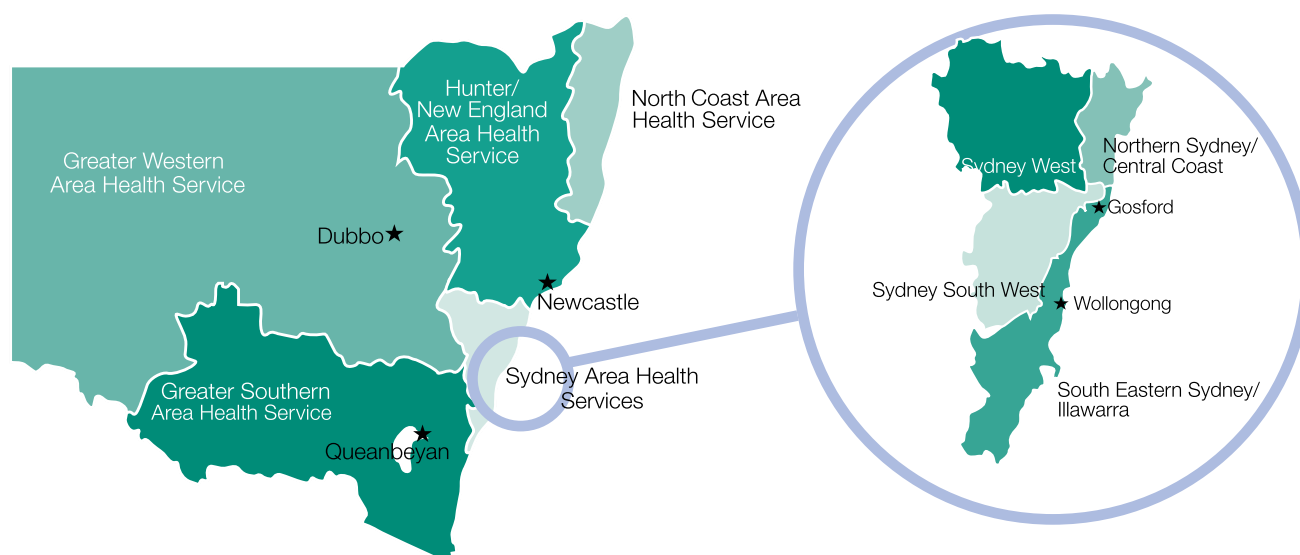 Hunter/
New England
Area Health
Service
North Coast Area
Health Service
Greater Western
Area Health Service
Dubbo
Newcastle
Sydney Area Health
Services
Greater Southern
Area Health Service
Queanbeyan
Sydney West
Northern Sydney/
Central Coast
Gosford
Sydney South West
Wollongong
South Eastern Sydney/
Illawarra